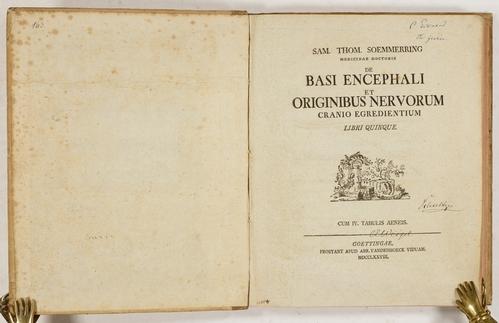 SAM. THOM. SOEMMERRING
MEDICINAE DOCTORIS
DE
BASI ENCEPHALI
ET
ORIGINIBUS NERVORUM
CRANIO EGREDIENTIUM
LIBRI QUINQUE.
CUM IV. TABULIS AENEIS.
GOETTINGAE,
PROSTANT APUD ABR. VANDENHOECK VIDUAM.
MDCCLXXVIII.